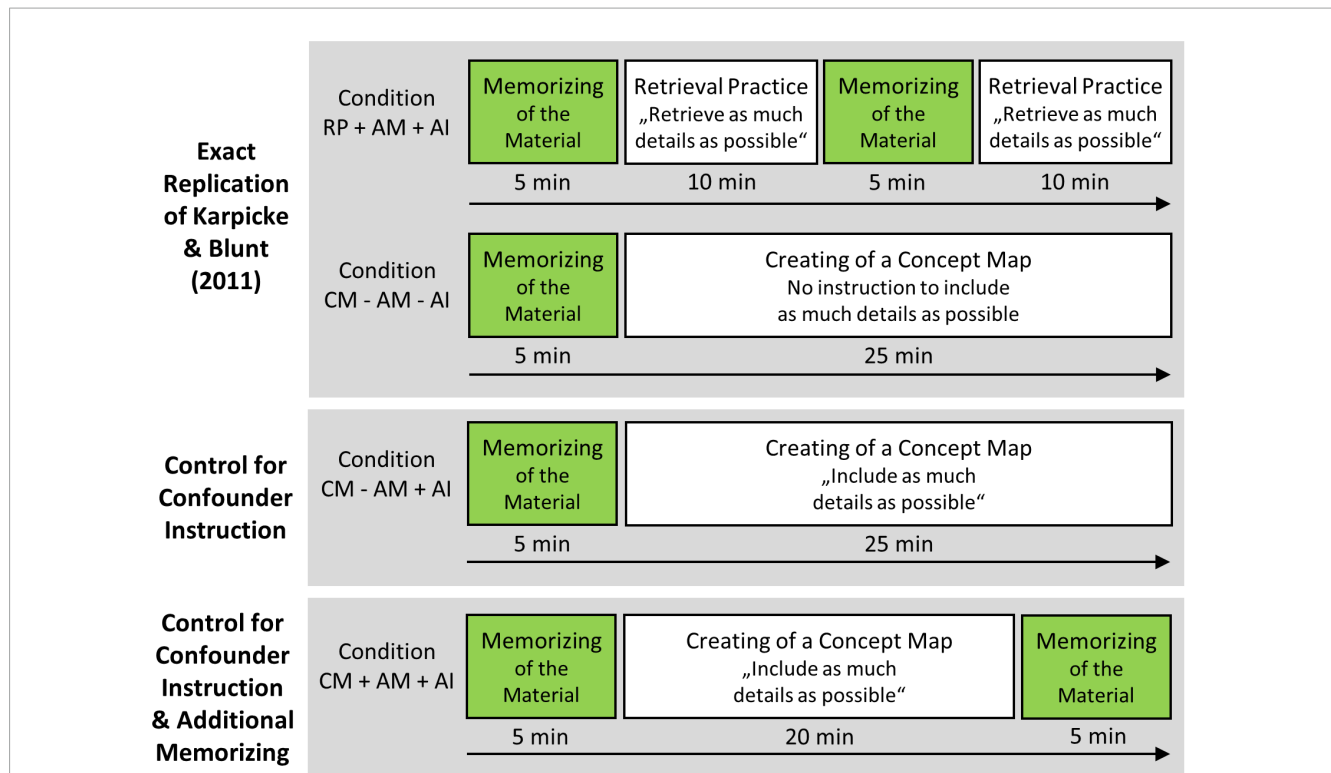 Exact
Replication
of Karpicke
& Blunt
(2011)
Condition
RP + AM + AI
Memorizing
of the
Material
Retrieval Practice
„Retrieve as much
details as possible“
Memorizing
of the
Material
Retrieval Practice
„Retrieve as much
details as possible“
5 min
10 min
5 min
10 min
Condition
CM - AM - AI
Memorizing
of the
Material
Creating of a Concept Map
No instruction to include
as much details as possible
5 min
25 min
Control for
Confounder
Instruction
Condition
CM - AM + AI
Memorizing
of the
Material
Creating of a Concept Map
„Include as much
details as possible“
5 min
25 min
Control for
Confounder
Instruction
& Additional
Memorizing
Condition
CM + AM + AI
Memorizing
of the
Material
Creating of a Concept Map
„Include as much
details as possible“
Memorizing
of the
Material
5 min
20 min
5 min